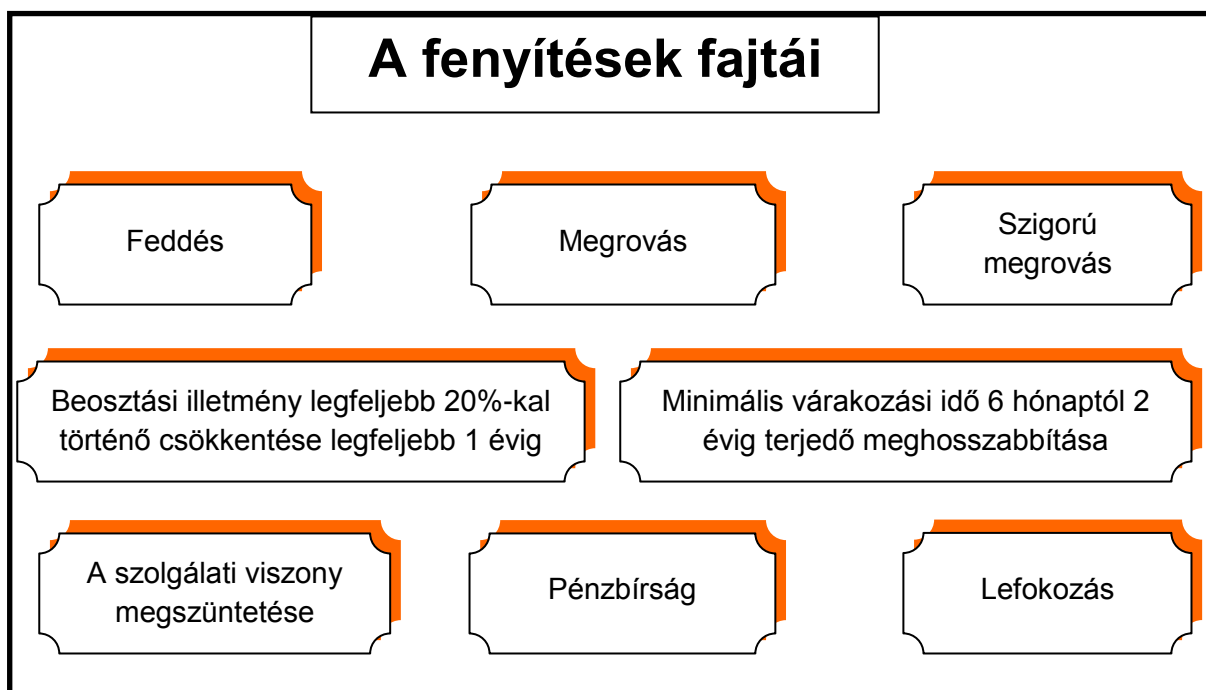 A fenyítések fajtái
Feddés
Megrovás
Szigorú
megrovás
Beosztási illetmény legfeljebb 20%-kal
történő csökkentése legfeljebb 1 évig
Minimális várakozási idő 6 hónaptól 2
évig terjedő meghosszabbítása
A szolgálati viszony
megszüntetése
Pénzbírság
Lefokozás